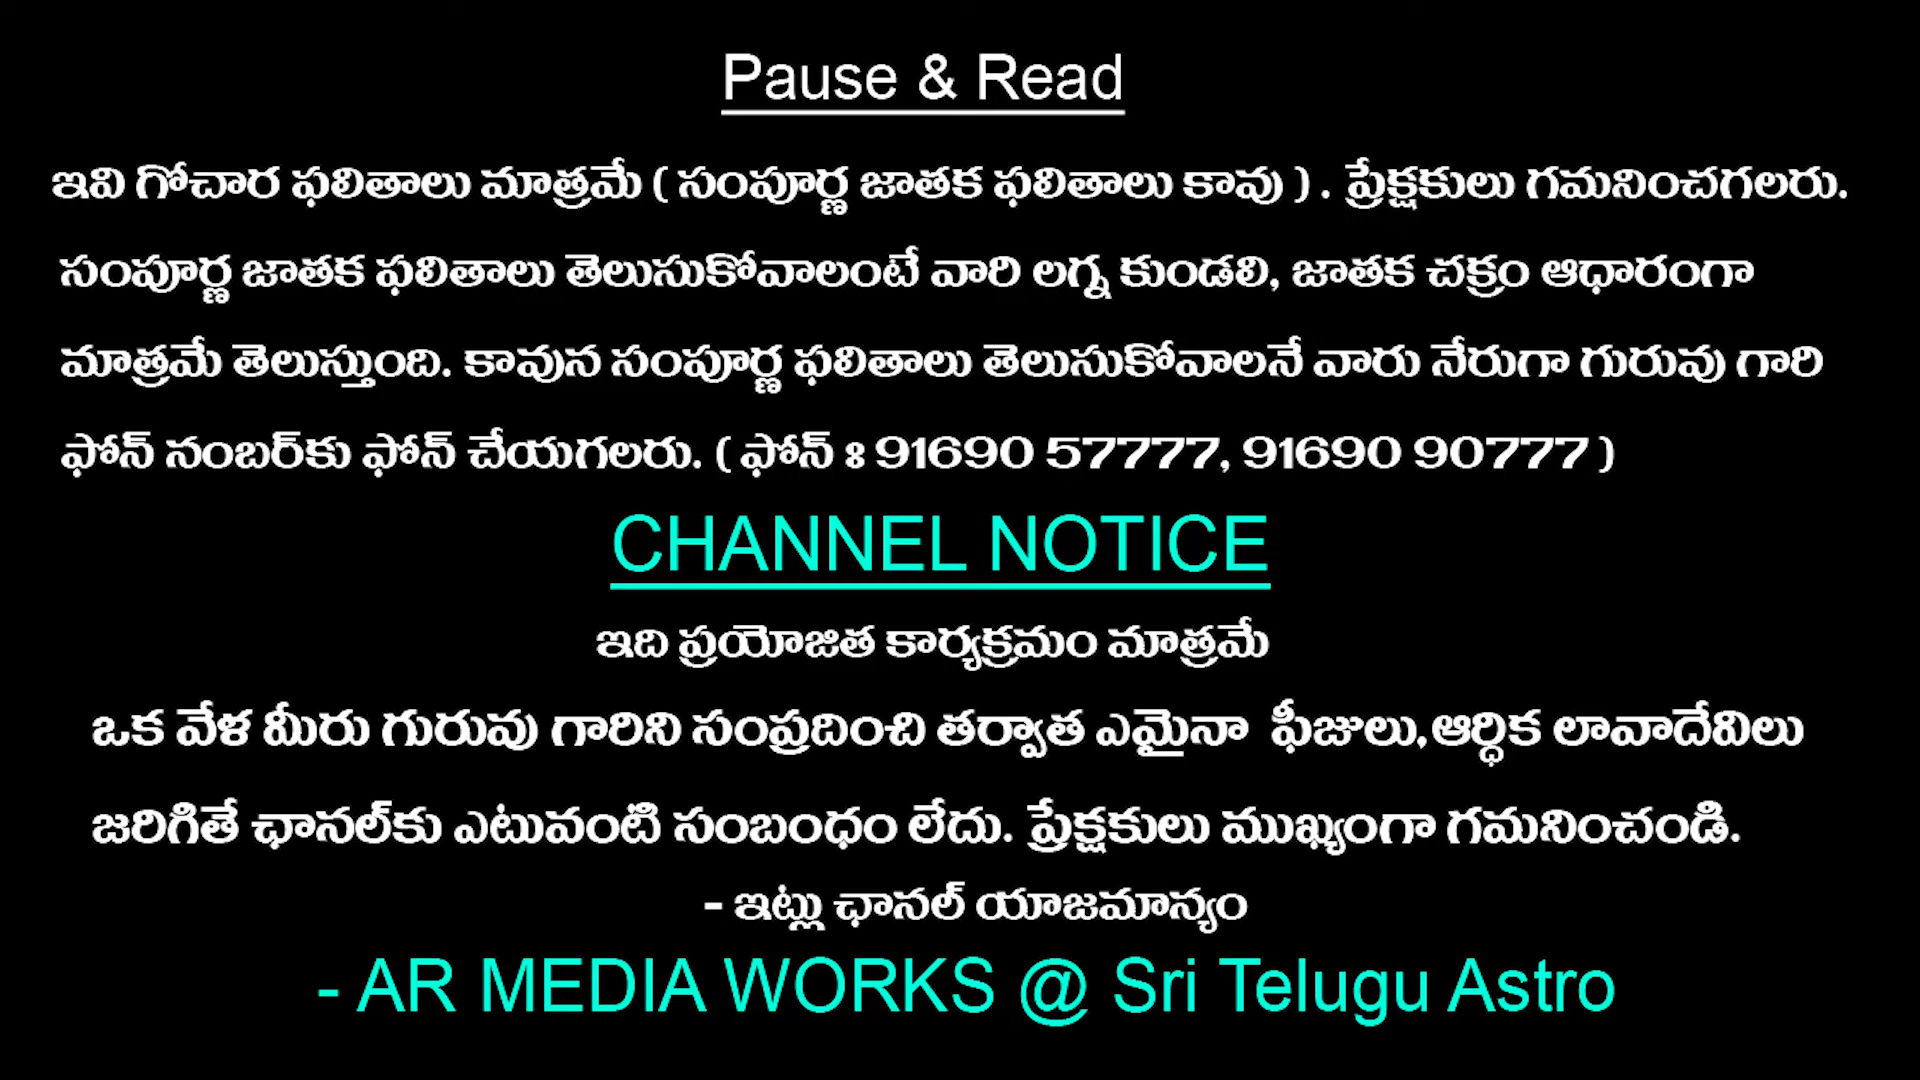 Pause & Read
ఇవి గోచార ఫలితాలు మాత్రమే ( సంపూర్ణ జాతక ఫలితాలు కావు ) . ప్రేక్షకులు గమనించగలరు.
సంపూర్ణ జాతక ఫలితాలు తెలుసుకోవాలంటే వారి లగ్న కుండలి, జాతక చక్రం ఆధారంగా
మాత్రమే తెలుస్తుంది. కావున సంపూర్ణ ఫలితాలు తెలుసుకోవాలనే వారు నేరుగా గురువు గారి
ఫోన్ నంబర్‌కు ఫోన్ చేయగలరు. ( ఫోన్ ః 91690 57777, 91690 90777 )
CHANNEL NOTICE
ఇది ప్రయోజిత కార్యక్రమం మాత్రమే
ఒక వేళ మీరు గురువు గారిని సంప్రదించి తర్వాత ఎమైనా ఫీజులు,ఆర్ధిక లావాదేవిలు
జరిగితే ఛానల్‌కు ఎటువంటి సంబంధం లేదు. ప్రేక్షకులు ముఖ్యంగా గమనించండి.
- ఇట్లు ఛానల్ యాజమాన్యం
- AR MEDIA WORKS @ Sri Telugu Astro